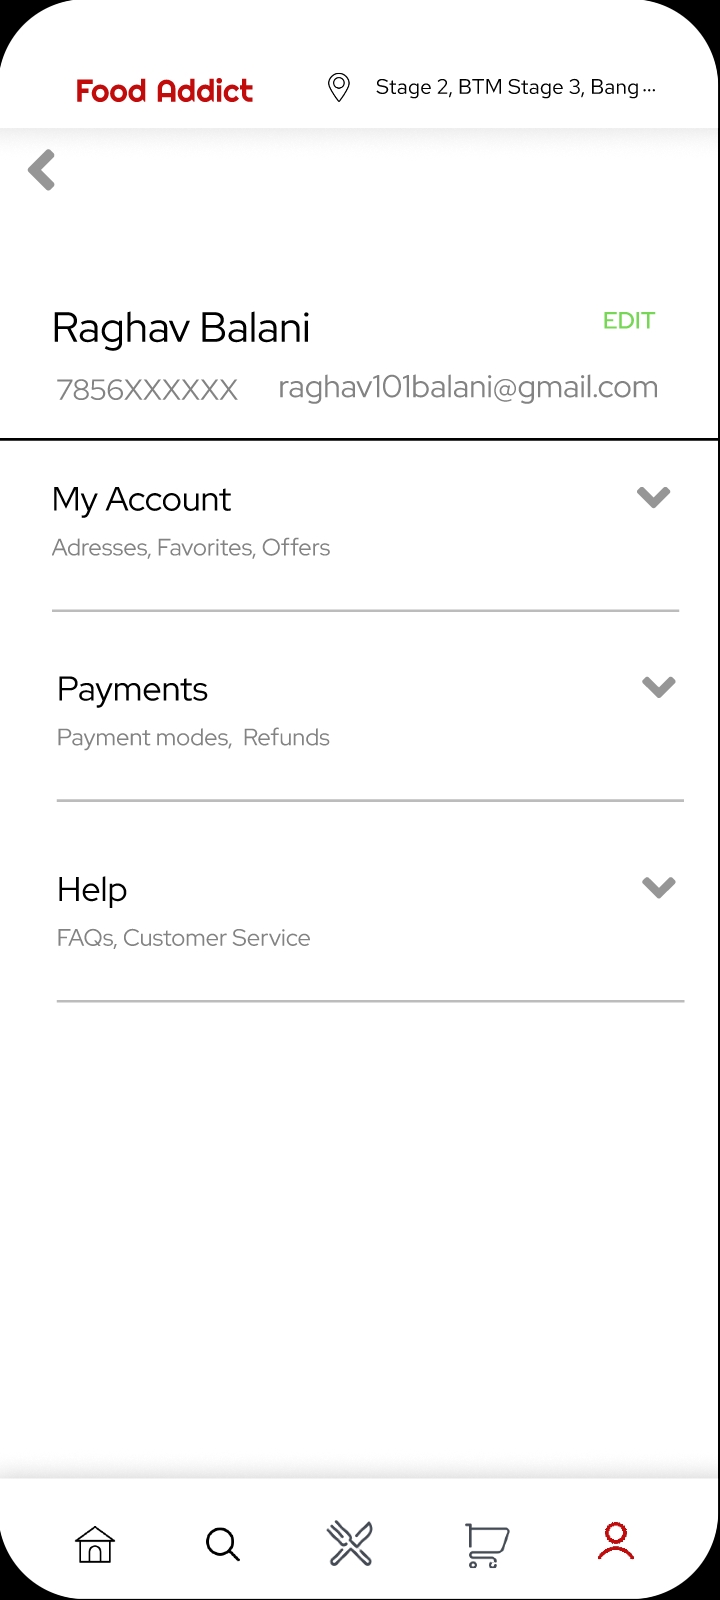 Food Addict
Stage 2, BTM Stage 3, Bang...
Raghav Balani
EDIT
7856XXXXXX raghav101balani@gmail.com
My Account
Adresses, Favorites, Offers
Payments
Payment modes, Refunds
Help
FAQs, Customer Service